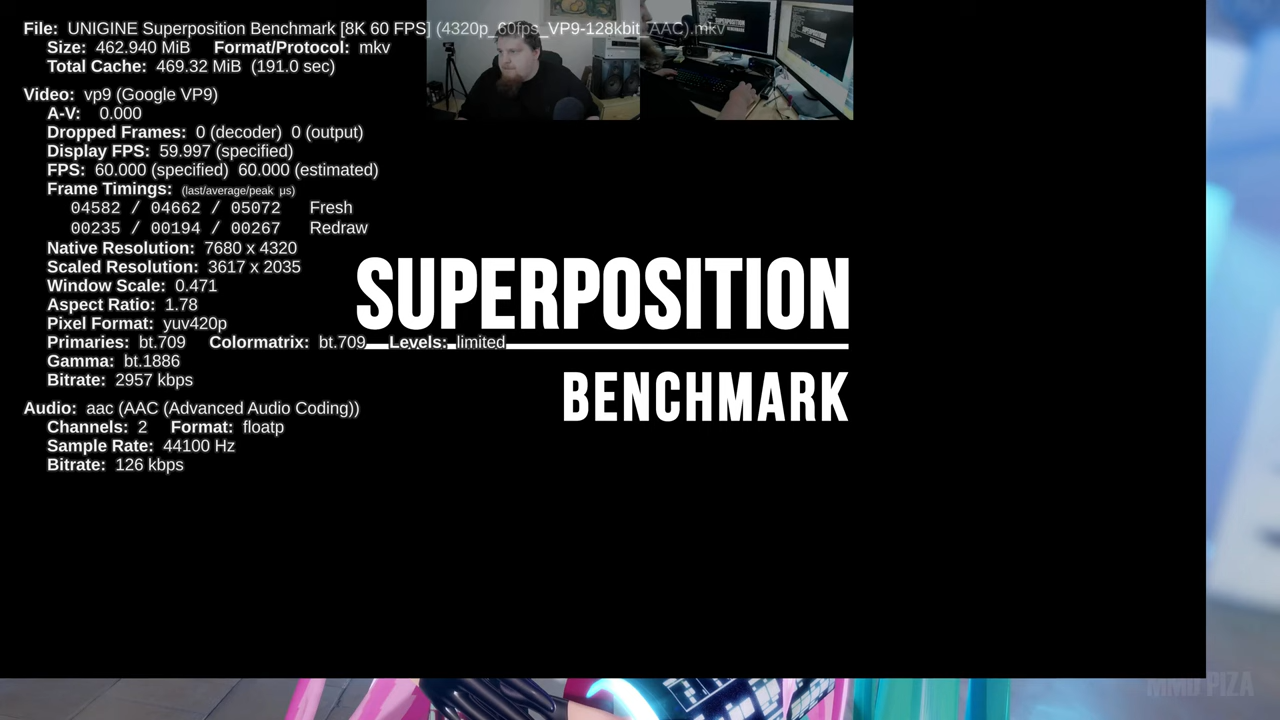 File: UNIGINE Superposition Benchmark [8K 60 FPS] (4320p_60fps_VP9-128kbit_AAC).mkv
Size: 462.940 MiB Format/Protocol: mkv
Total Cache: 469.32 MiB (191.0 sec)
Video: vp9 (Google VP9)
A-V: 0.000
Dropped Frames: 0 (decoder) 0 (output)
Display FPS: 59.997 (specified)
FPS: 60.000 (specified) 60.000 (estimated)
Frame Timings: (last/average/peak μs)
04582 / 04662 / 05072 Fresh
00235 / 00194 / 00267 Redraw
Native Resolution: 7680 x 4320
Scaled Resolution: 3617 x 2035
Window Scale: 0.471
Aspect Ratio: 1.78
Pixel Format: yuv420p
Primaries: bt.709 Colormatrix: bt.709 Levels: limited
Gamma: bt.1886
Bitrate: 2957 kbps
Audio: aac (AAC (Advanced Audio Coding))
Channels: 2 Format: floatp
Sample Rate: 44100 Hz
Bitrate: 126 kbps
SUPERPOSITION
BENCHMARK
SUPERPOSITION
MMD PIZA